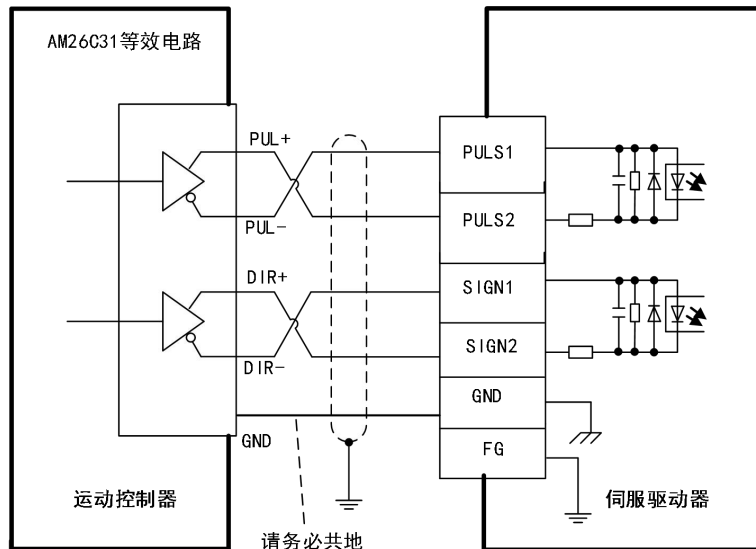 AM26C31等效电路
PUL+
PUL-
DIR+
DIR-
GND
运动控制器
请务必共地
PULS1
PULS2
SIGN1
SIGN2
GND
FG
伺服驱动器